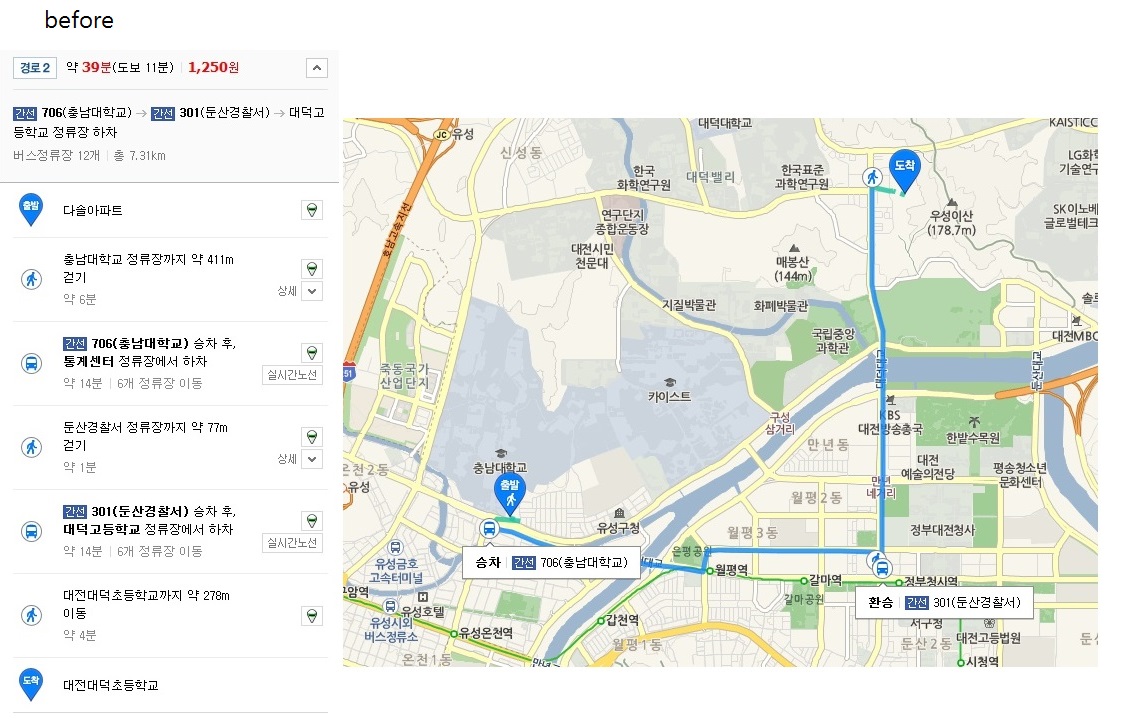 before
경로 2 약 39분(도보 11분) 1,250원
간선 706(충남대학교) → 간선 301(둔산경찰서) → 대덕고
등학교 정류장 하차
버스정류장 12개 | 총 7.31km
출발 다솔아파트
충남대학교 정류장까지 약 411m
걷기
약 6분
상세
간선 706(충남대학교) 승차 후,
통계센터 정류장에서 하차
약 14분 | 6개 정류장 이동
실시간노선
둔산경찰서 정류장까지 약 77m
걷기
약 1분
상세
간선 301(둔산경찰서) 승차 후,
대덕고등학교 정류장에서 하차
약 14분 | 6개 정류장 이동
실시간노선
대전대덕초등학교까지 약 278m
이동
약 4분
도착 대전대덕초등학교
대덕대학교
KAISTICC
JC 유성
신성동
한국
화학연구원
대덕밸리
한국표준
과학연구원
도착
LG화학
기술연구
호남고속지선
연구단지
종합운동장
우성이산
(178.7m)
SK이노베
글로벌테크
대전시민
천문대
매봉산
(144m)
지질박물관
화폐박물관
솔로
국립중앙
과학관
대전MBC
51
죽동국가
산업단지
대덕대교
둔산대교
카이스트
구성
삼거리
KBS
대전방송총국
한밭수목원
만년동
충남대학교
대전
예술의전당
평송청소년
문화센터
온천2동
유성
출발
만년
네거리
월평2동
유성구청
정부대전청사
월평3동
은평공원
승차 | 간선 706(충남대학교)
유성금호
고속터미널
월평역
갈마역
정부청사역
구암역
갈마공원
환승 | 간선 301(둔산경찰서)
유성호텔
유성시외
버스정류소
갑천역
서구청
유성온천역
월평1동
둔산2동
대전고등법원
온천1동
시청역